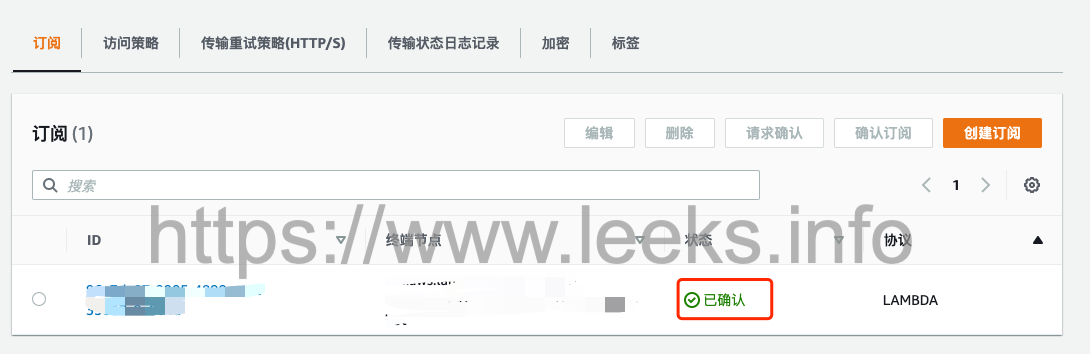 订阅 访问策略 传输重试策略(HTTP/S) 传输状态日志记录 加密 标签
订阅 (1) 编辑 删除 请求确认 确认订阅 创建订阅
搜索 1
https://www.leeks.info
ID 终端节点 状态 协议
已确认 LAMBDA